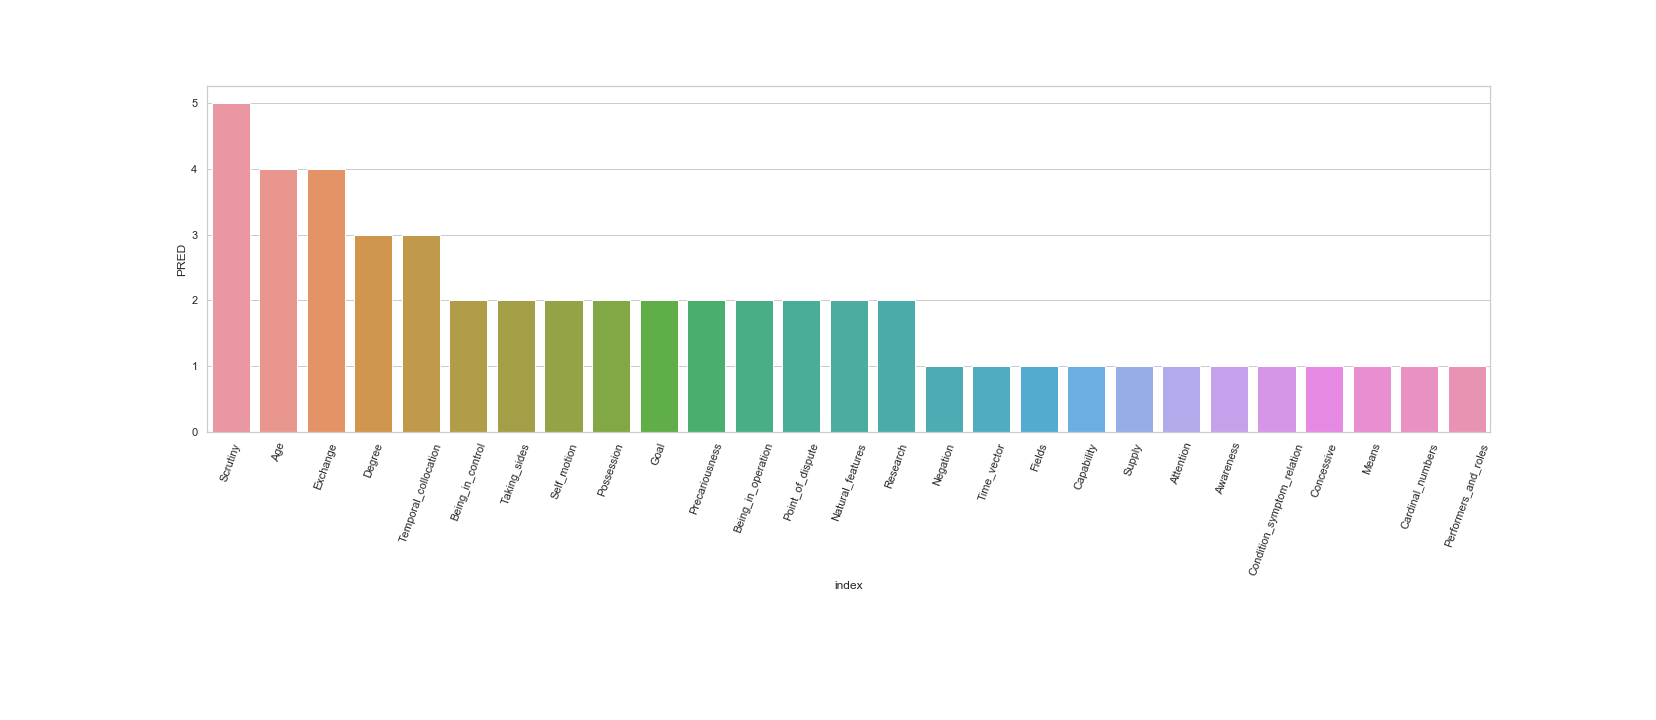 5
4
3
2
1
0
PRED
Scrutiny
Age
Exchange
Degree
Temporal_collocation
Being_in_control
Taking_sides
Self_motion
Possession
Goal
Precariousness
Being_in_operation
Point_of_dispute
Natural_features
Research
Negation
Time_vector
Fields
Capability
Supply
Attention
Awareness
Condition_symptom_relation
Concessive
Means
Cardinal_numbers
Performers_and_roles
index